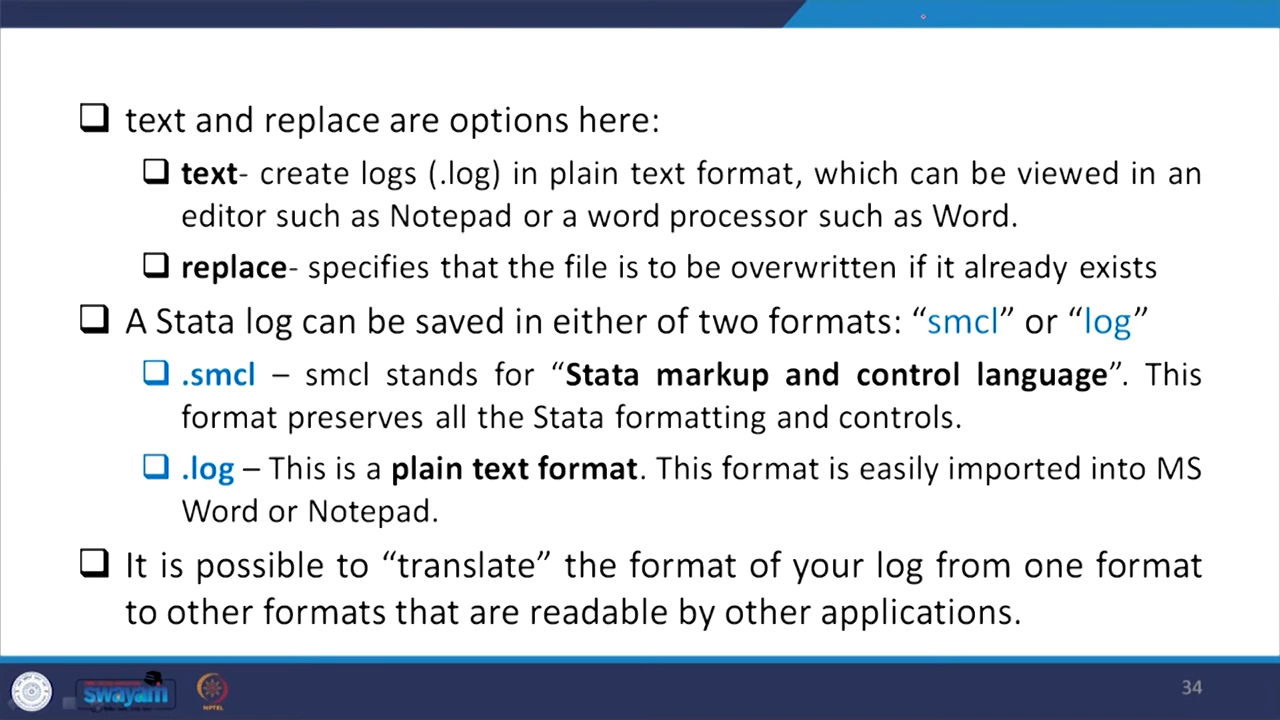 text and replace are options here:
text- create logs (.log) in plain text format, which can be viewed in an
editor such as Notepad or a word processor such as Word.
replace- specifies that the file is to be overwritten if it already exists
A Stata log can be saved in either of two formats: “smcl” or “log”
.smcl – smcl stands for “Stata markup and control language”. This
format preserves all the Stata formatting and controls.
.log – This is a plain text format. This format is easily imported into MS
Word or Notepad.
It is possible to “translate” the format of your log from one format
to other formats that are readable by other applications.
swayam
NPTEL
34